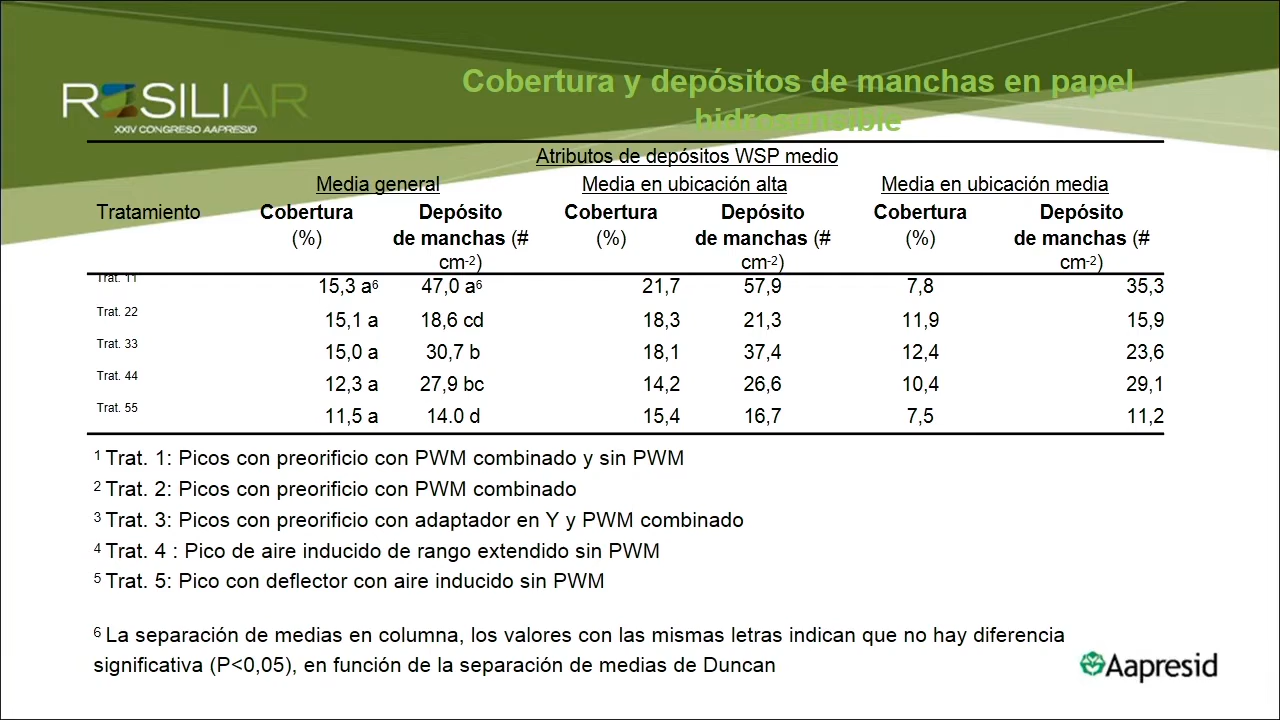 Cobertura y depósitos de manchas en papel
hidrosensible
RESILIAR
XXIV CONGRESO AAPRESID
Atributos de depósitos WSP medio
Media general Media en ubicación alta Media en ubicación media
Tratamiento Cobertura Depósito Cobertura Depósito Cobertura Depósito
(%) de manchas (# (%) de manchas (# (%) de manchas (#
cm-2) cm-2) cm-2)
Trat. 11 15,3 a6 47,0 a6 21,7 57,9 7,8 35,3
Trat. 22 15,1 a 18,6 cd 18,3 21,3 11,9 15,9
Trat. 33 15,0 a 30,7 b 18,1 37,4 12,4 23,6
Trat. 44 12,3 a 27,9 bc 14,2 26,6 10,4 29,1
Trat. 55 11,5 a 14.0 d 15,4 16,7 7,5 11,2
1 Trat. 1: Picos con preorificio con PWM combinado y sin PWM
2 Trat. 2: Picos con preorificio con PWM combinado
3 Trat. 3: Picos con preorificio con adaptador en Y y PWM combinado
4 Trat. 4 : Pico de aire inducido de rango extendido sin PWM
5 Trat. 5: Pico con deflector con aire inducido sin PWM
6 La separación de medias en columna, los valores con las mismas letras indican que no hay diferencia
significativa (P<0,05), en función de la separación de medias de Duncan
Aapresid